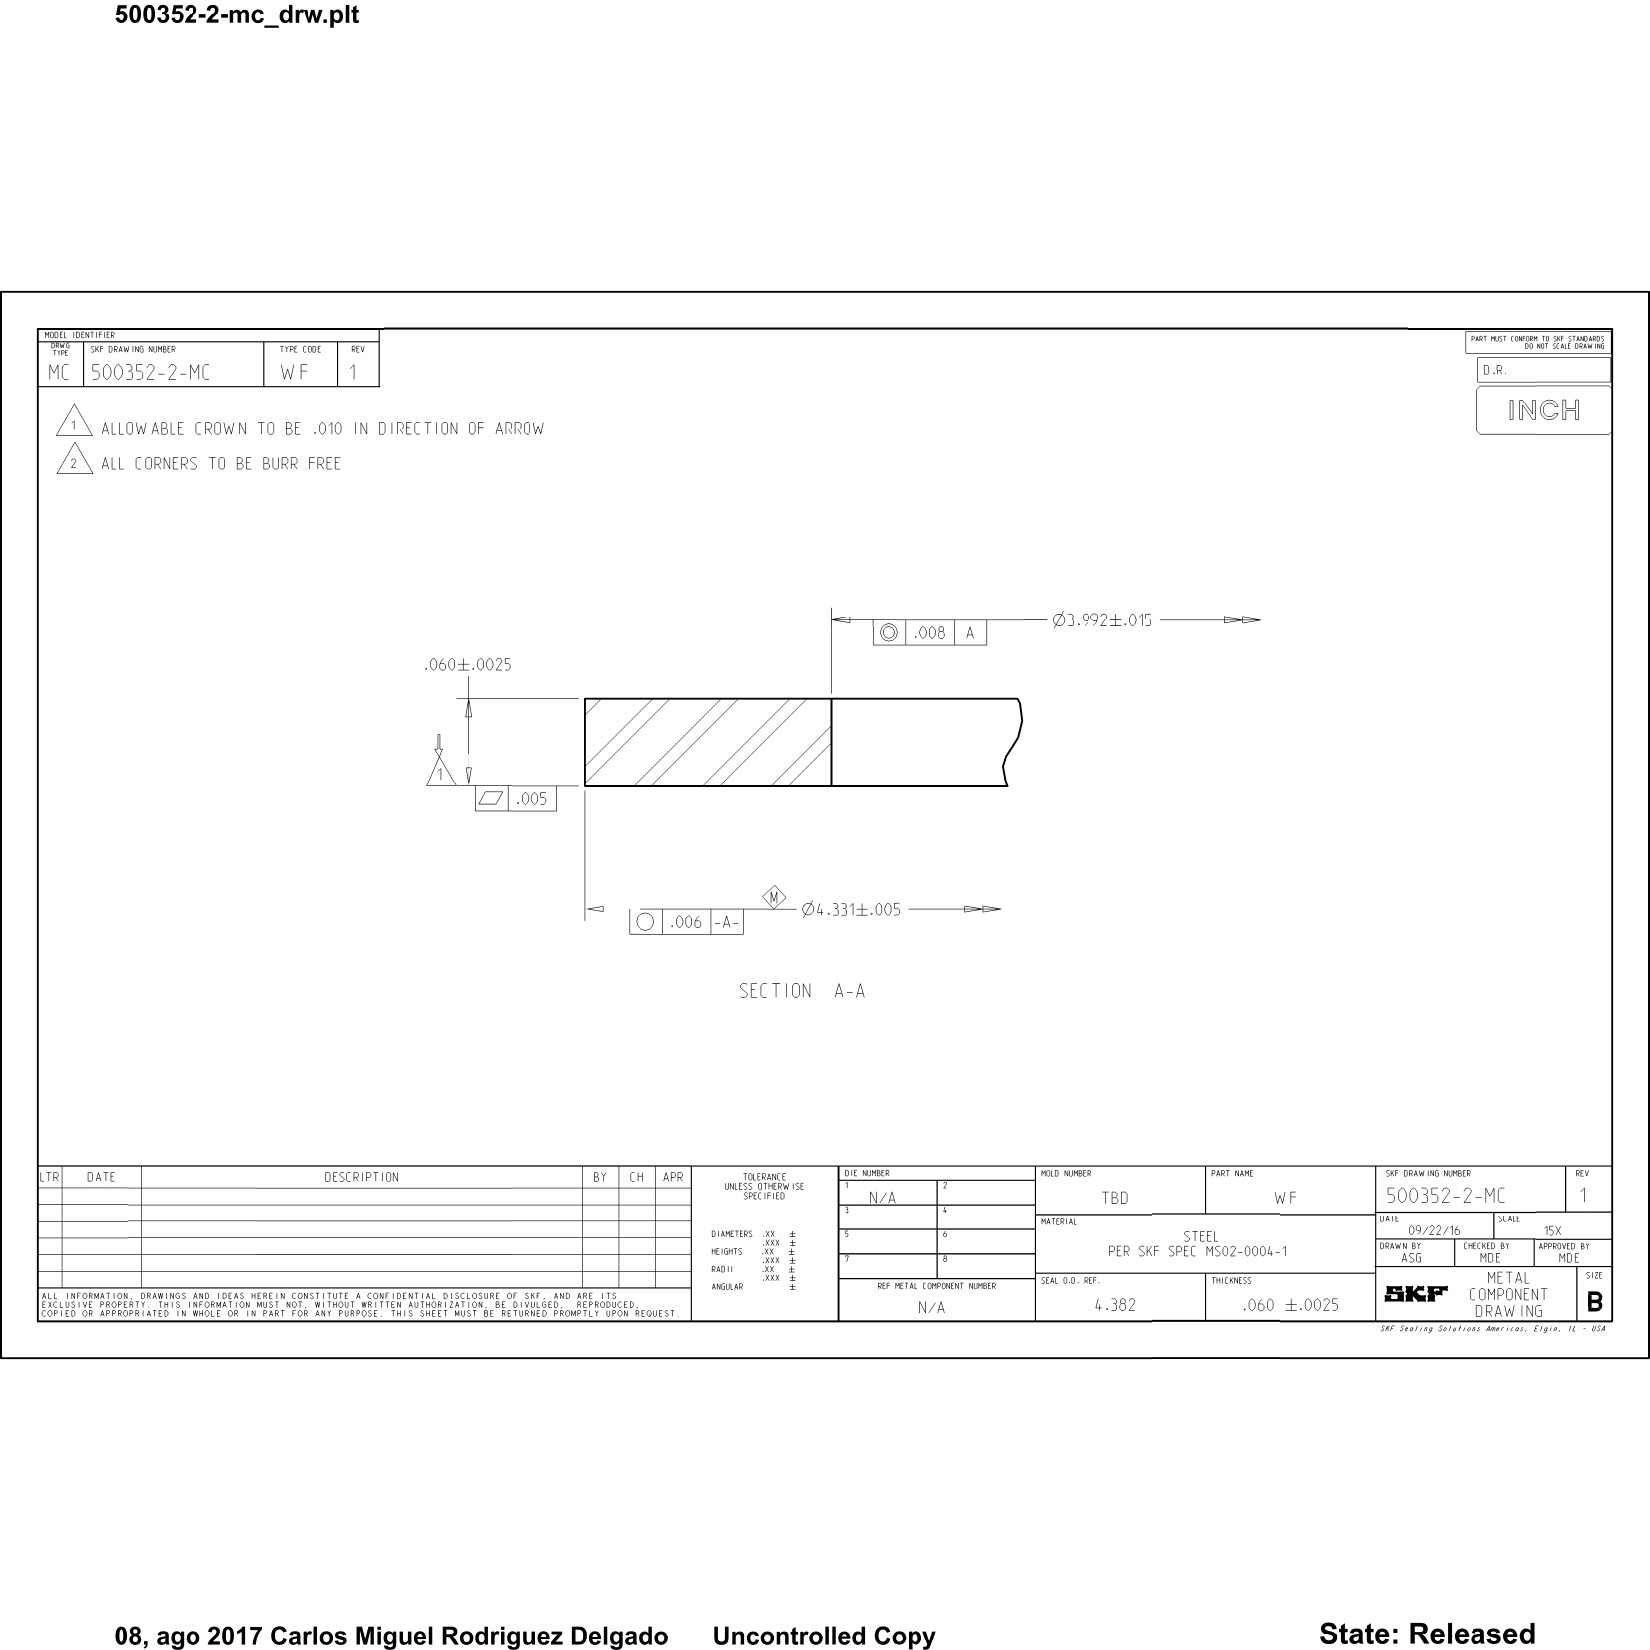 500352-2-mc_drw.plt
MODEL IDENTIFIER
DRWG TYPE
SKF DRAWING NUMBER
TYPE CODE
REV
MC
500352-2-MC
WF
1
PART MUST CONFORM TO SKF STANDARDS
DO NOT SCALE DRAWING
D.R.
INCH
1 ALLOWABLE CROWN TO BE .010 IN DIRECTION OF ARROW
2 ALL CORNERS TO BE BURR FREE
Ø3.992±.015
◎ .008 A
.060±.0025
1
⏥ .005
M
Ø4.331±.005
○ .006 -A-
SECTION A-A
LTR DATE DESCRIPTION BY CH APR
ALL INFORMATION, DRAWINGS AND IDEAS HEREIN CONSTITUTE A CONFIDENTIAL DISCLOSURE OF SKF, AND ARE ITS
EXCLUSIVE PROPERTY. THIS INFORMATION MUST NOT, WITHOUT WRITTEN AUTHORIZATION, BE DIVULGED, REPRODUCED,
COPIED OR APPROPRIATED IN WHOLE OR IN PART FOR ANY PURPOSE. THIS SHEET MUST BE RETURNED PROMPTLY UPON REQUEST.
TOLERANCE
UNLESS OTHERWISE
SPECIFIED
DIAMETERS .XX ±
.XXX ±
HEIGHTS .XX ±
.XXX ±
RADII .XX ±
.XXX ±
ANGULAR ±
DIE NUMBER
1 N/A 2
3 4
5 6
7 8
REF METAL COMPONENT NUMBER
N/A
MOLD NUMBER
TBD
PART NAME
WF
MATERIAL
STEEL
PER SKF SPEC MS02-0004-1
SEAL O.D. REF.
4.382
THICKNESS
.060 ±.0025
SKF DRAWING NUMBER
500352-2-MC
REV
1
DATE
09/22/16
SCALE
15X
DRAWN BY
ASG
CHECKED BY
MDE
APPROVED BY
MDE
SKF
METAL
COMPONENT
DRAWING
SIZE
B
SKF Sealing Solutions Americas, Elgin, IL - USA
08, ago 2017 Carlos Miguel Rodriguez Delgado Uncontrolled Copy State: Released